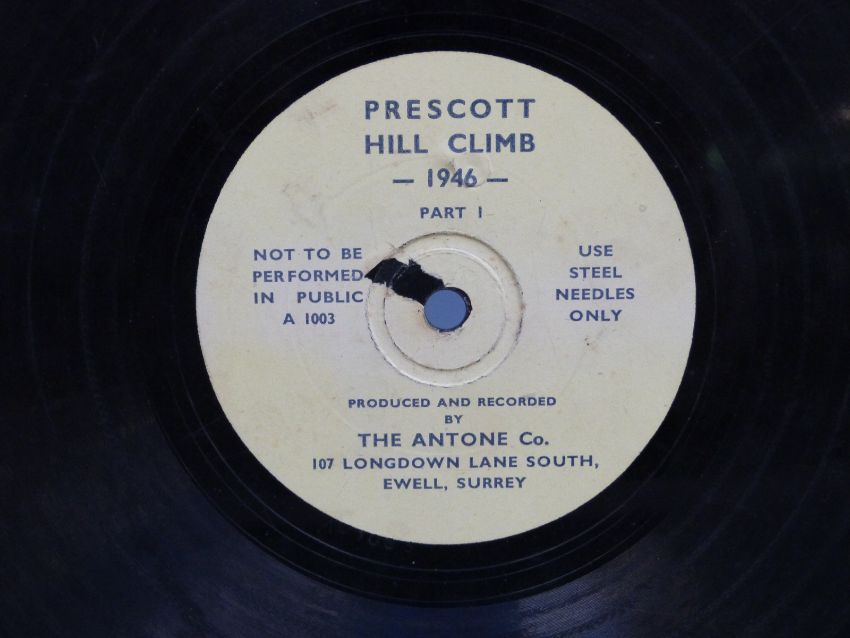 PRESCOTT
HILL CLIMB
— 1946 —
PART 1
NOT TO BE
PERFORMED
IN PUBLIC
A 1003
USE
STEEL
NEEDLES
ONLY
PRODUCED AND RECORDED
BY
THE ANTONE Co.
107 LONGDOWN LANE SOUTH,
EWELL, SURREY